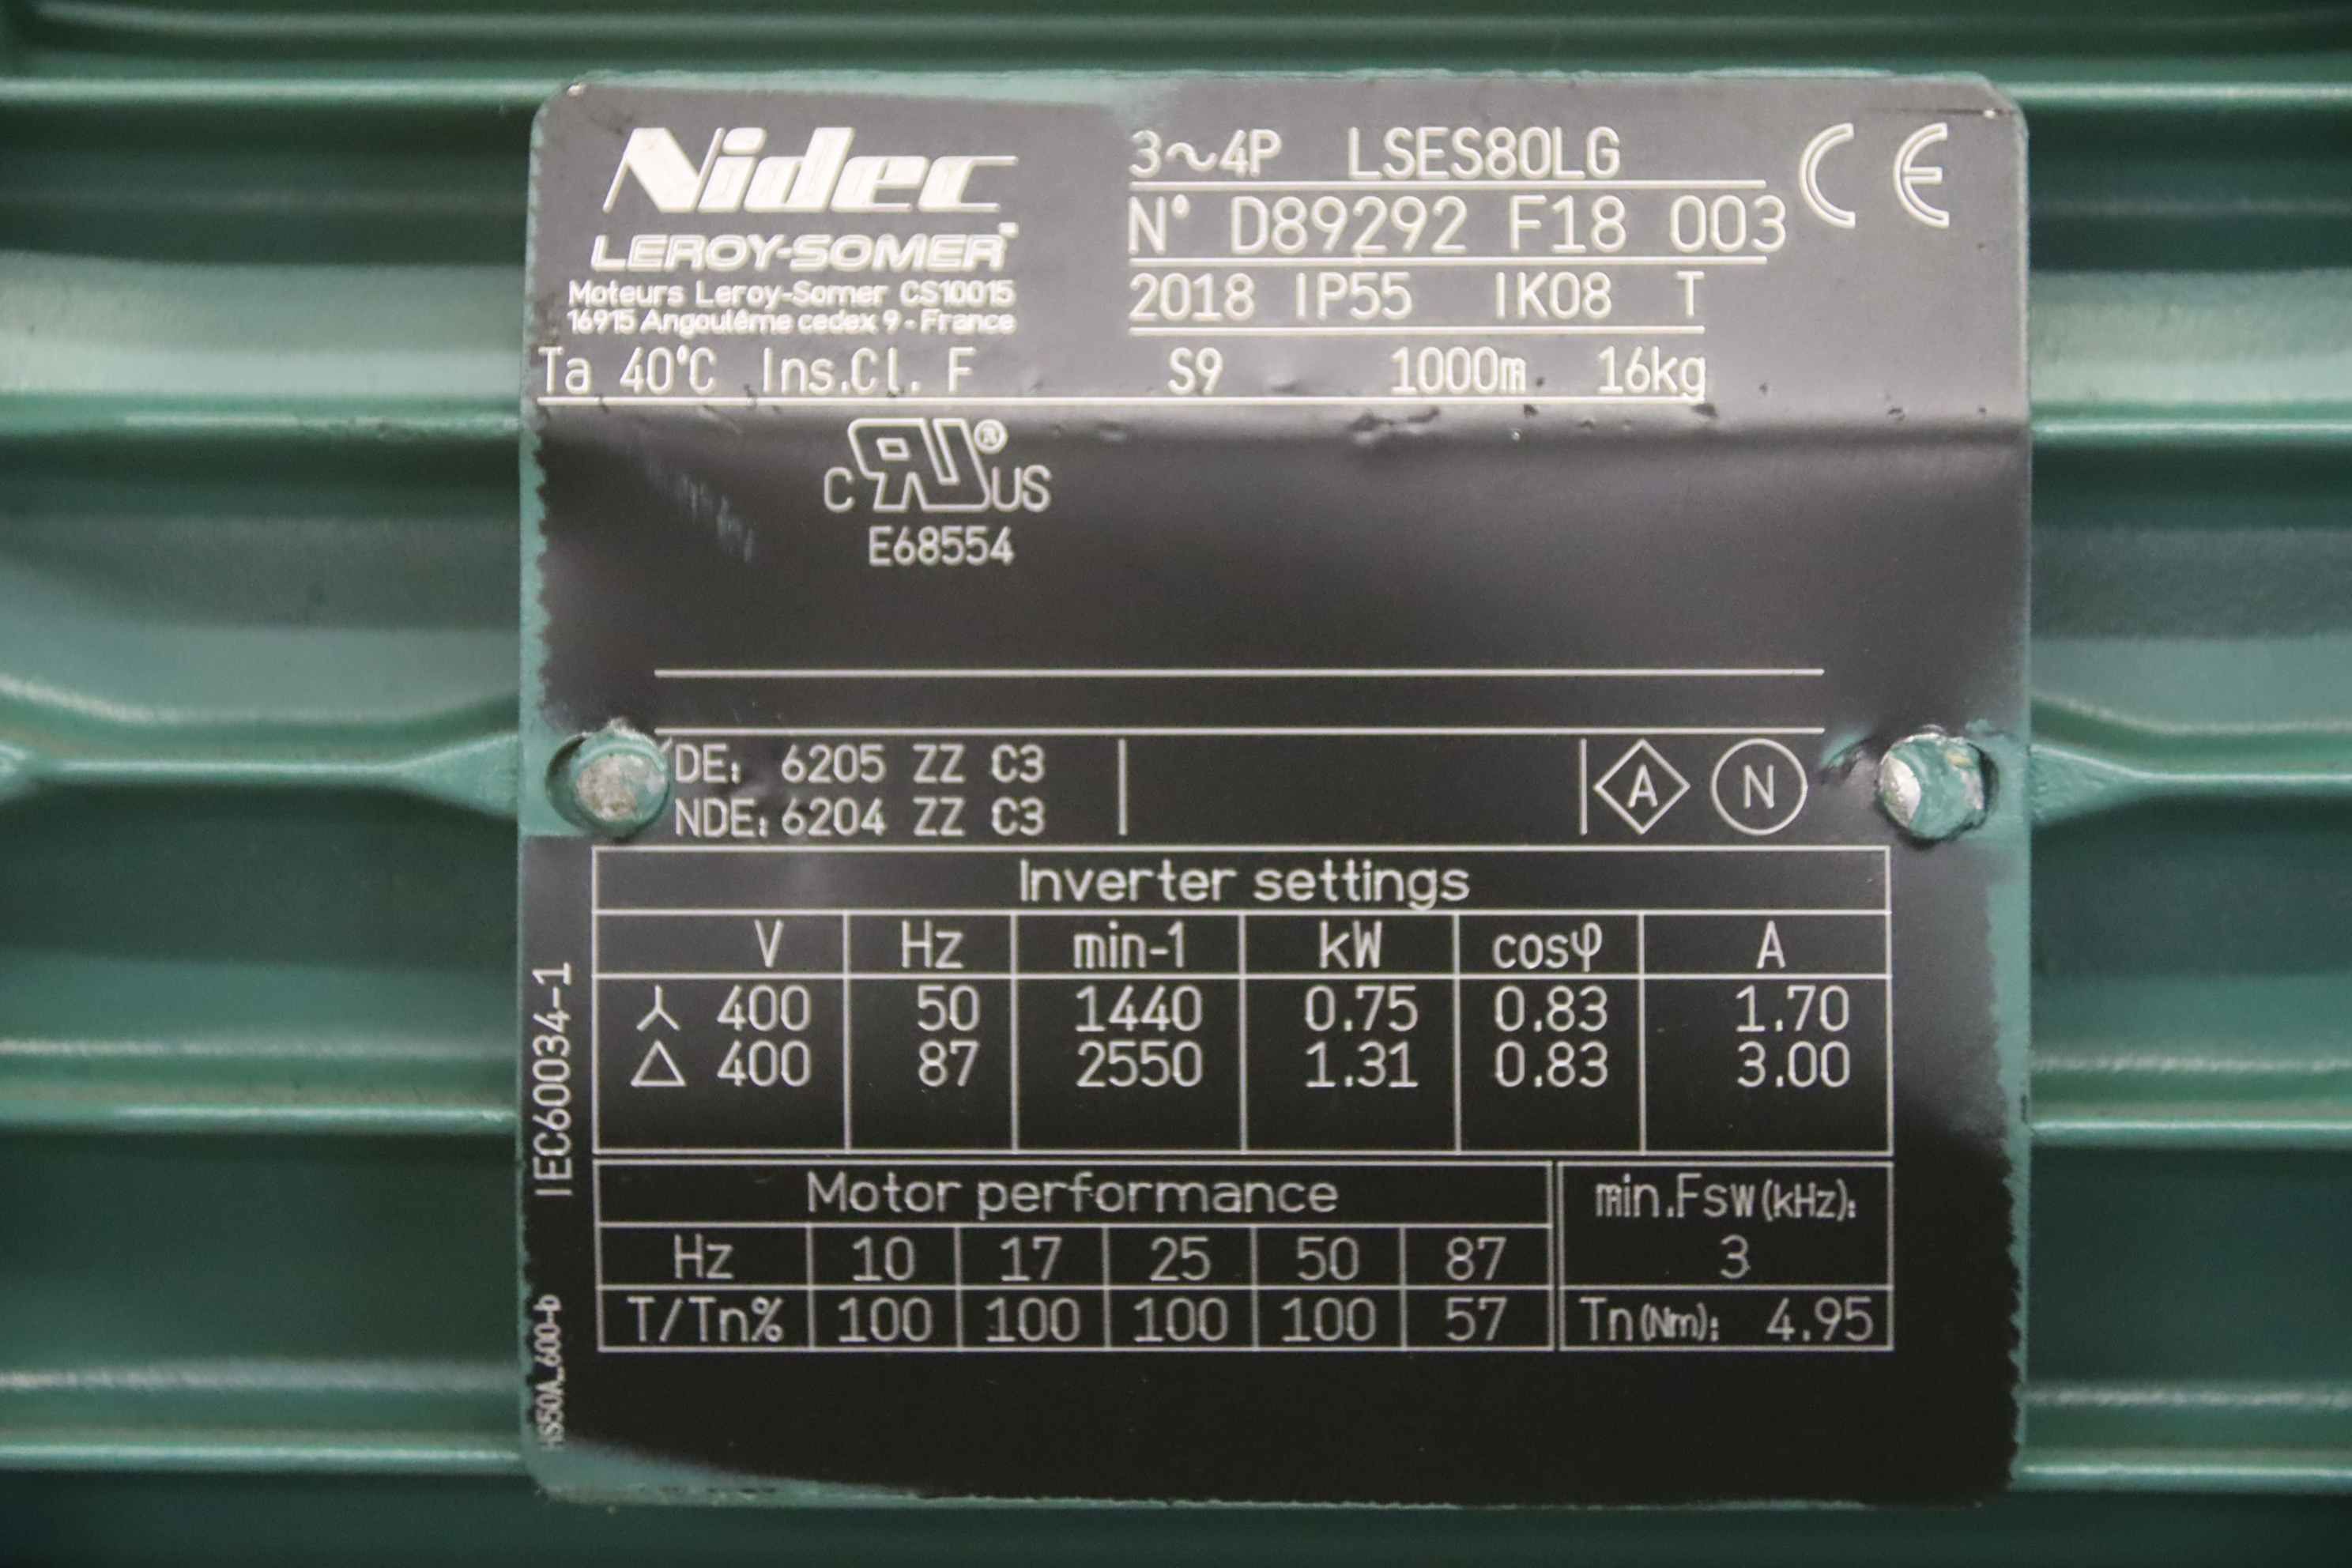 Nidec
LEROY-SOMER
Moteurs Leroy-Somer CS10015
16915 Angoulême cedex 9 - France
3~4P LSES80LG
N° D89292 F18 003
2018 IP55 IK08 T
CE
Ta 40°C Ins.Cl. F S9 1000m 16kg
C RU® US
E68554
DE: 6205 ZZ C3
NDE: 6204 ZZ C3
A N
Inverter settings
V Hz min-1 kW cosφ A
Y 400 50 1440 0.75 0.83 1.70
Δ 400 87 2550 1.31 0.83 3.00
Motor performance
Hz 10 17 25 50 87
T/Tn% 100 100 100 100 57
min.Fsw(kHz):
3
Tn(Nm): 4.95
IEC60034-1
HS50A_600-b